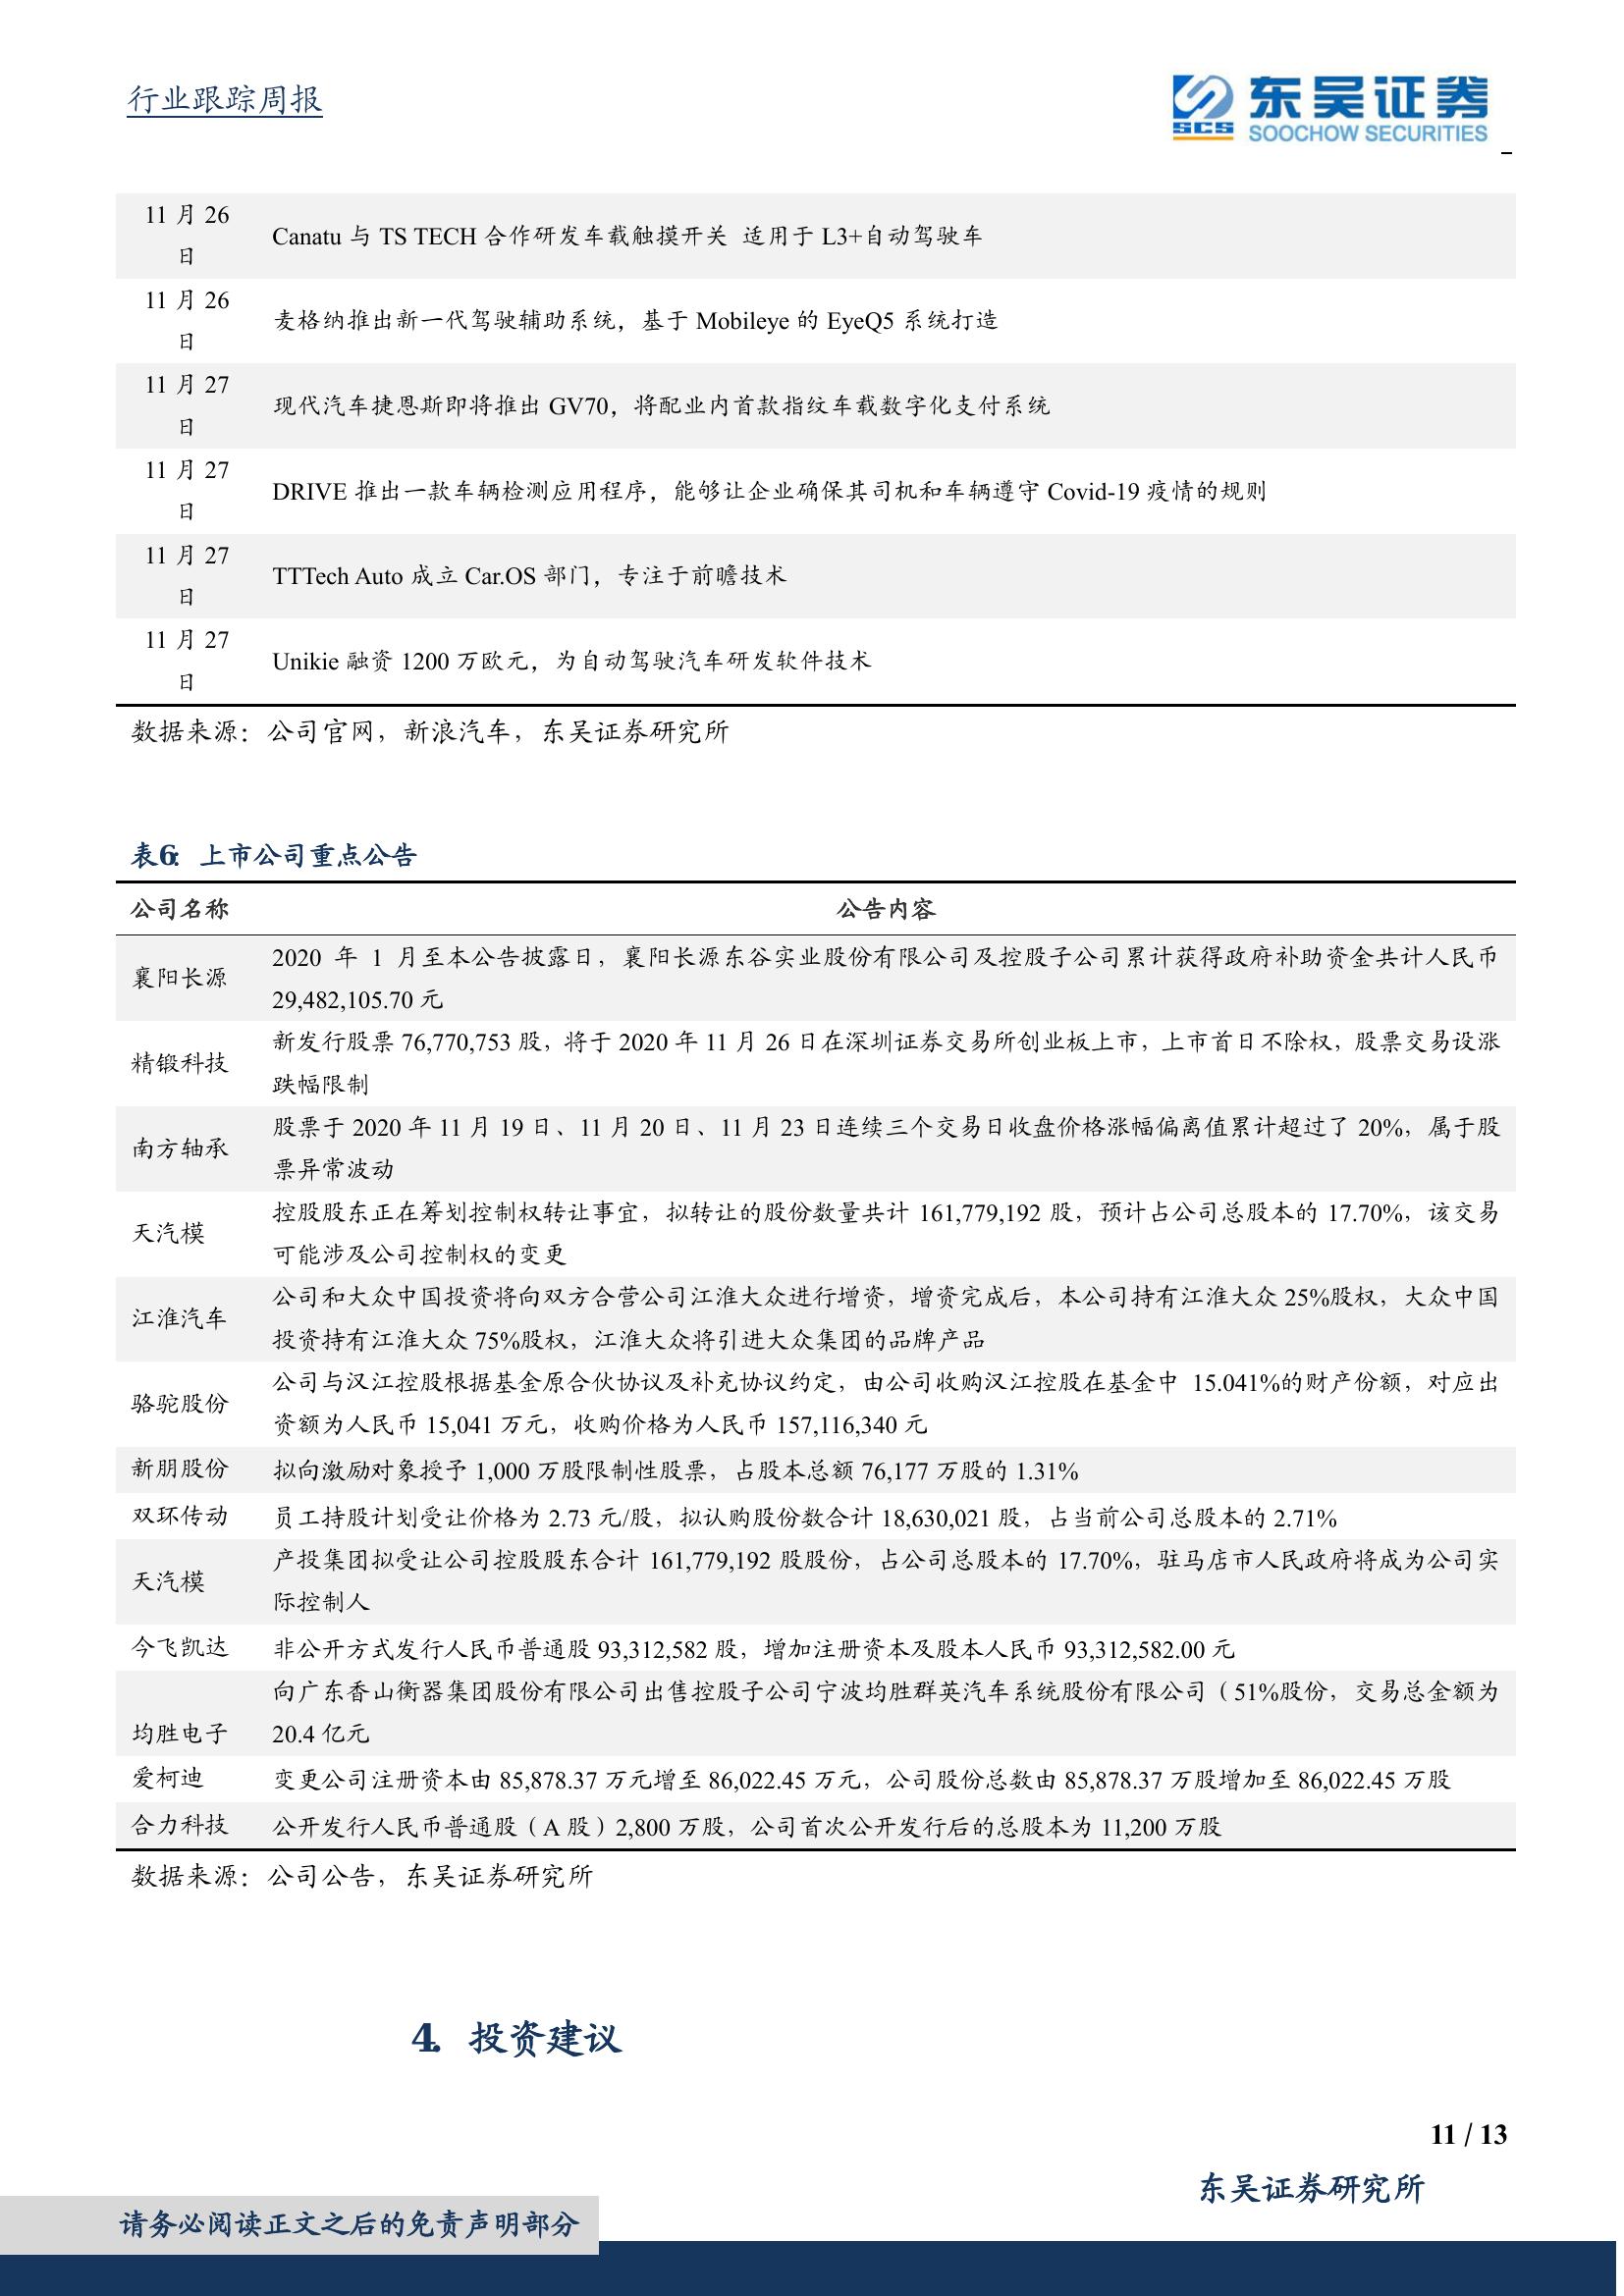 行业跟踪周报
SCS
东吴证券
SOOCHOW SECURITIES
11 月 26
日
Canatu 与 TS TECH 合作研发车载触摸开关 适用于 L3+自动驾驶车
11 月 26
日
麦格纳推出新一代驾驶辅助系统，基于 Mobileye 的 EyeQ5 系统打造
11 月 27
日
现代汽车捷恩斯即将推出 GV70，将配业内首款指纹车载数字化支付系统
11 月 27
日
DRIVE 推出一款车辆检测应用程序，能够让企业确保其司机和车辆遵守 Covid-19 疫情的规则
11 月 27
日
TTTech Auto 成立 Car.OS 部门，专注于前瞻技术
11 月 27
日
Unikie 融资 1200 万欧元，为自动驾驶汽车研发软件技术
数据来源：公司官网，新浪汽车，东吴证券研究所
表6：上市公司重点公告
公司名称 公告内容
襄阳长源
2020 年 1 月至本公告披露日，襄阳长源东谷实业股份有限公司及控股子公司累计获得政府补助资金共计人民币
29,482,105.70 元
精锻科技
新发行股票 76,770,753 股，将于 2020 年 11 月 26 日在深圳证券交易所创业板上市，上市首日不除权，股票交易设涨
跌幅限制
南方轴承
股票于 2020 年 11 月 19 日、11 月 20 日、11 月 23 日连续三个交易日收盘价格涨幅偏离值累计超过了 20%，属于股
票异常波动
天汽模
控股股东正在筹划控制权转让事宜，拟转让的股份数量共计 161,779,192 股，预计占公司总股本的 17.70%，该交易
可能涉及公司控制权的变更
江淮汽车
公司和大众中国投资将向双方合营公司江淮大众进行增资，增资完成后，本公司持有江淮大众 25%股权，大众中国
投资持有江淮大众 75%股权，江淮大众将引进大众集团的品牌产品
骆驼股份
公司与汉江控股根据基金原合伙协议及补充协议约定，由公司收购汉江控股在基金中 15.041%的财产份额，对应出
资额为人民币 15,041 万元，收购价格为人民币 157,116,340 元
新朋股份 拟向激励对象授予 1,000 万股限制性股票，占股本总额 76,177 万股的 1.31%
双环传动 员工持股计划受让价格为 2.73 元/股，拟认购股份数合计 18,630,021 股，占当前公司总股本的 2.71%
天汽模
产投集团拟受让公司控股股东合计 161,779,192 股股份，占公司总股本的 17.70%，驻马店市人民政府将成为公司实
际控制人
今飞凯达 非公开方式发行人民币普通股 93,312,582 股，增加注册资本及股本人民币 93,312,582.00 元
均胜电子
向广东香山衡器集团股份有限公司出售控股子公司宁波均胜群英汽车系统股份有限公司（51%股份，交易总金额为
20.4 亿元
爱柯迪 变更公司注册资本由 85,878.37 万元增至 86,022.45 万元，公司股份总数由 85,878.37 万股增加至 86,022.45 万股
合力科技 公开发行人民币普通股（A 股）2,800 万股，公司首次公开发行后的总股本为 11,200 万股
数据来源：公司公告，东吴证券研究所
4. 投资建议
11 / 13
东吴证券研究所
请务必阅读正文之后的免责声明部分